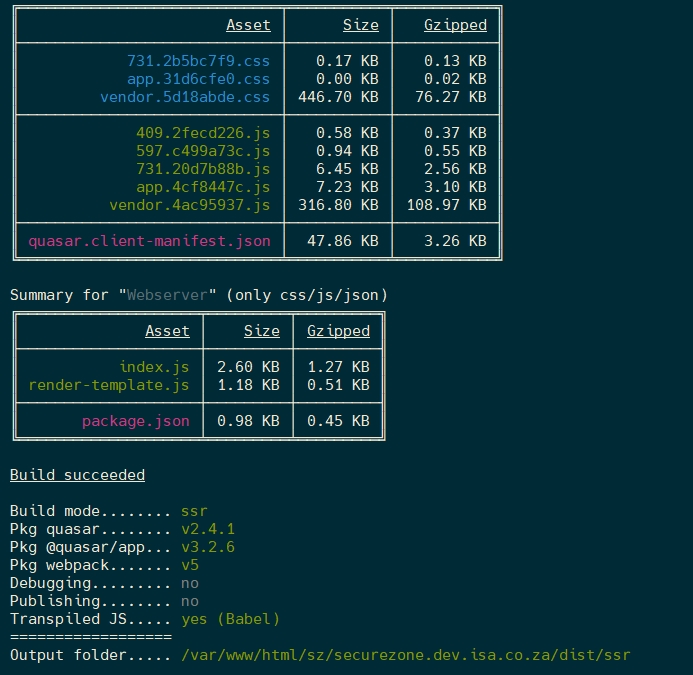 Asset Size Gzipped
731.2b5bc7f9.css 0.17 KB 0.13 KB
app.31d6cfe0.css 0.00 KB 0.02 KB
vendor.5d18abde.css 446.70 KB 76.27 KB
409.2fecd226.js 0.58 KB 0.37 KB
597.c499a73c.js 0.94 KB 0.55 KB
731.20d7b88b.js 6.45 KB 2.56 KB
app.4cf8447c.js 7.23 KB 3.10 KB
vendor.4ac95937.js 316.80 KB 108.97 KB
quasar.client-manifest.json 47.86 KB 3.26 KB
Summary for "Webserver" (only css/js/json)
Asset Size Gzipped
index.js 2.60 KB 1.27 KB
render-template.js 1.18 KB 0.51 KB
package.json 0.98 KB 0.45 KB
Build succeeded
Build mode........ ssr
Pkg quasar........ v2.4.1
Pkg @quasar/app... v3.2.6
Pkg webpack....... v5
Debugging......... no
Publishing........ no
Transpiled JS..... yes (Babel)
==================
Output folder..... /var/www/html/sz/securezone.dev.isa.co.za/dist/ssr